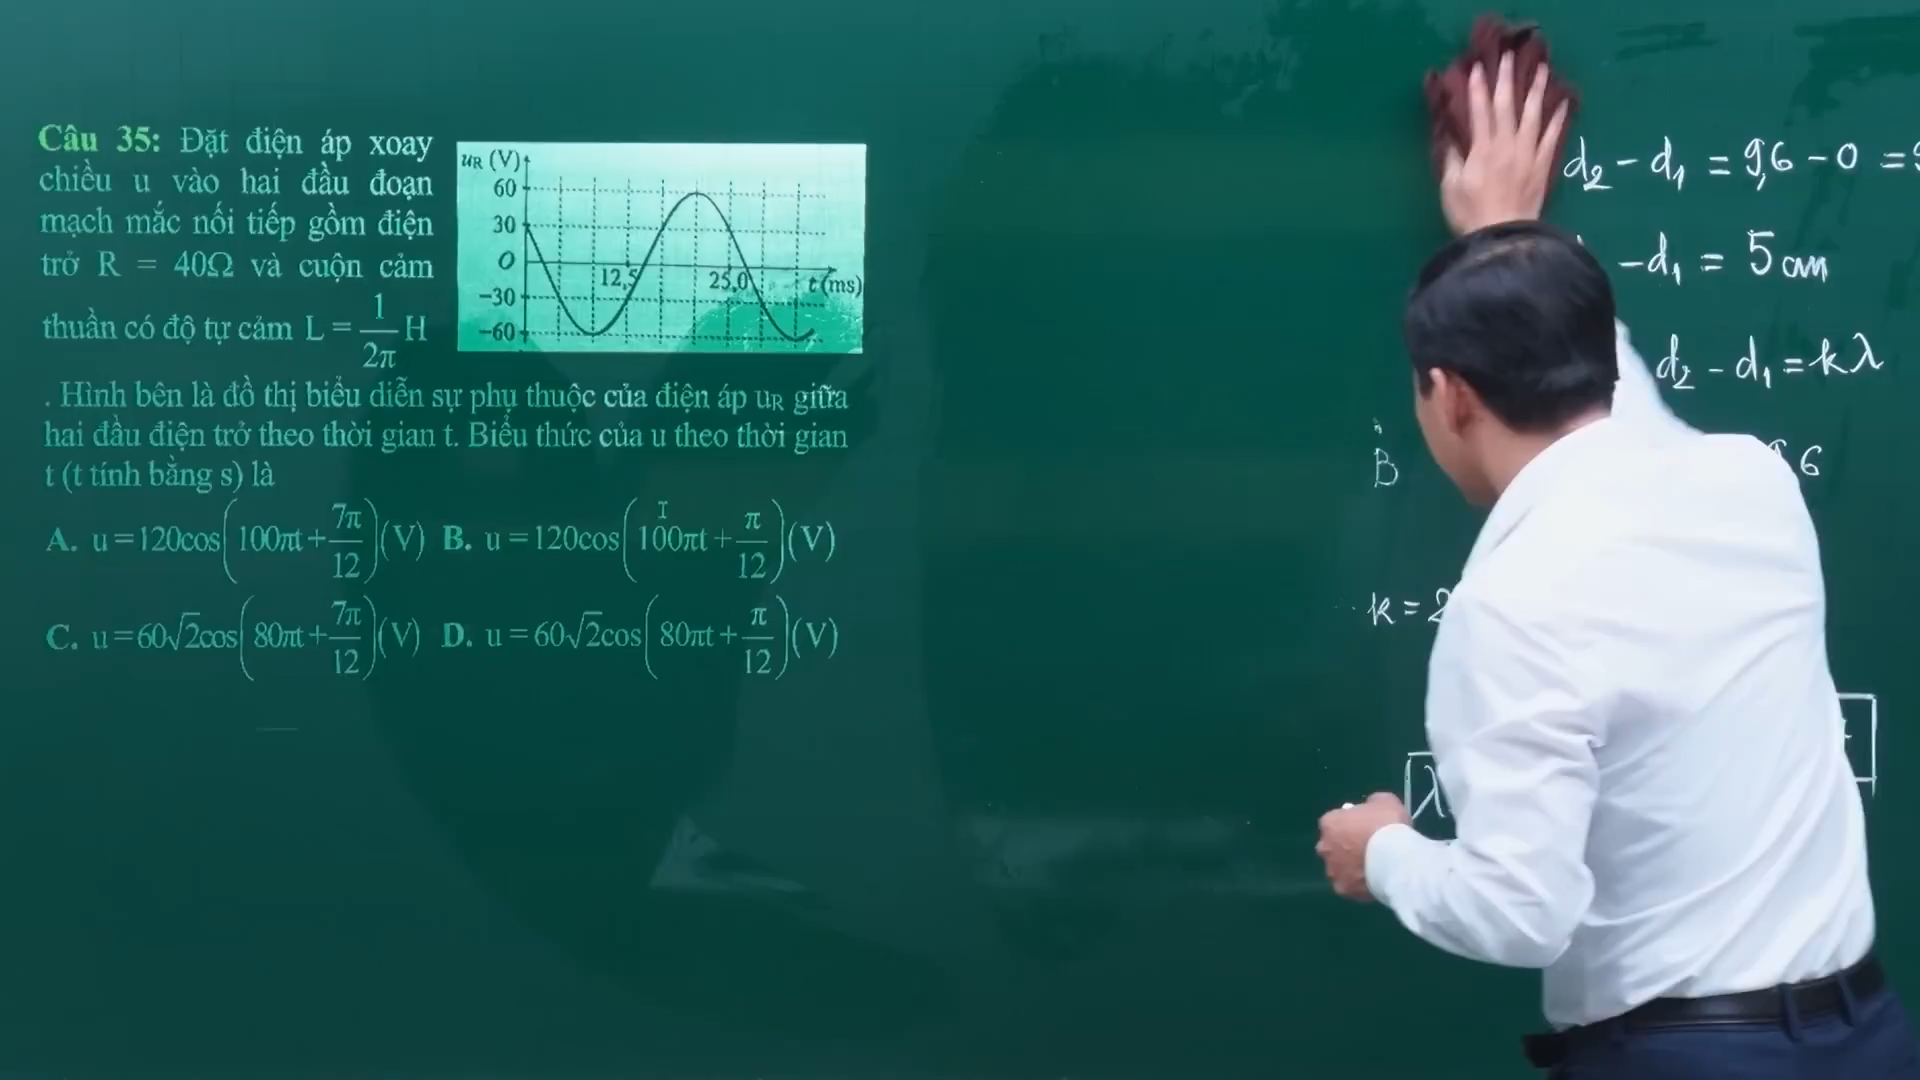 Câu 35: Đặt điện áp xoay
chiều u vào hai đầu đoạn
mạch mắc nối tiếp gồm điện
trở R = 40Ω và cuộn cảm
thuần có độ tự cảm L = 1/2π H
uR (V)
60
30
O
-30
-60
12,5
25,0
t (ms)
. Hình bên là đồ thị biểu diễn sự phụ thuộc của điện áp uR giữa
hai đầu điện trở theo thời gian t. Biểu thức của u theo thời gian
t (t tính bằng s) là
A. u = 120cos(100πt + 7π/12)(V) B. u = 120cos(100πt + π/12)(V)
C. u = 60√2cos(80πt + 7π/12)(V) D. u = 60√2cos(80πt + π/12)(V)
d2 - d1 = 9,6 - 0 =
- d1 = 5 cm
d2 - d1 = kλ
B
6
k = 2
λ